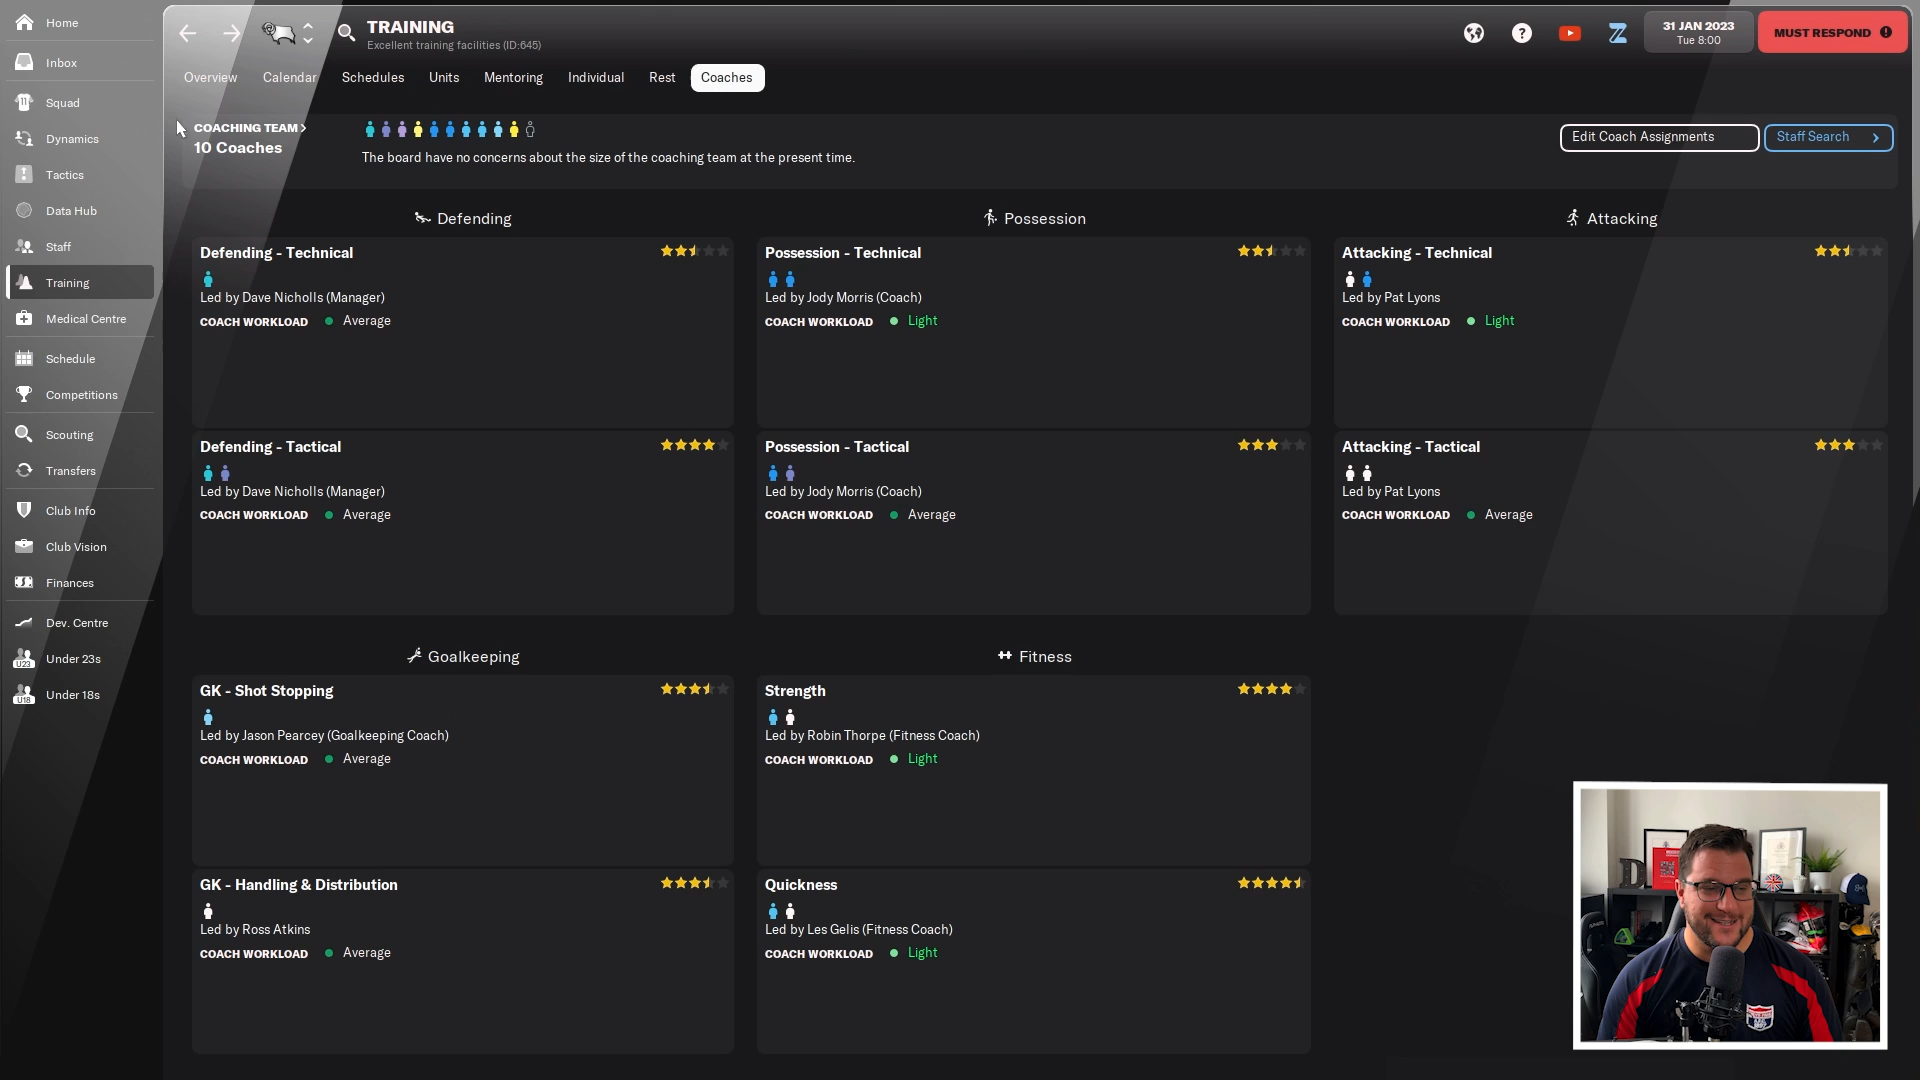 Home
Inbox
Squad
Dynamics
Tactics
Data Hub
Staff
Training
Medical Centre
Schedule
Competitions
Scouting
Transfers
Club Info
Club Vision
Finances
Dev. Centre
U23 Under 23s
U18 Under 18s
TRAINING
Excellent training facilities (ID:645)
31 JAN 2023
Tue 8:00
MUST RESPOND
Overview Calendar Schedules Units Mentoring Individual Rest Coaches
COACHING TEAM >
10 Coaches
The board have no concerns about the size of the coaching team at the present time.
Edit Coach Assignments
Staff Search >
Defending
Defending - Technical
Led by Dave Nicholls (Manager)
COACH WORKLOAD Average
Defending - Tactical
Led by Dave Nicholls (Manager)
COACH WORKLOAD Average
Possession
Possession - Technical
Led by Jody Morris (Coach)
COACH WORKLOAD Light
Possession - Tactical
Led by Jody Morris (Coach)
COACH WORKLOAD Average
Attacking
Attacking - Technical
Led by Pat Lyons
COACH WORKLOAD Light
Attacking - Tactical
Led by Pat Lyons
COACH WORKLOAD Average
Goalkeeping
GK - Shot Stopping
Led by Jason Pearcey (Goalkeeping Coach)
COACH WORKLOAD Average
GK - Handling & Distribution
Led by Ross Atkins
COACH WORKLOAD Average
Fitness
Strength
Led by Robin Thorpe (Fitness Coach)
COACH WORKLOAD Light
Quickness
Led by Les Gelis (Fitness Coach)
COACH WORKLOAD Light
D